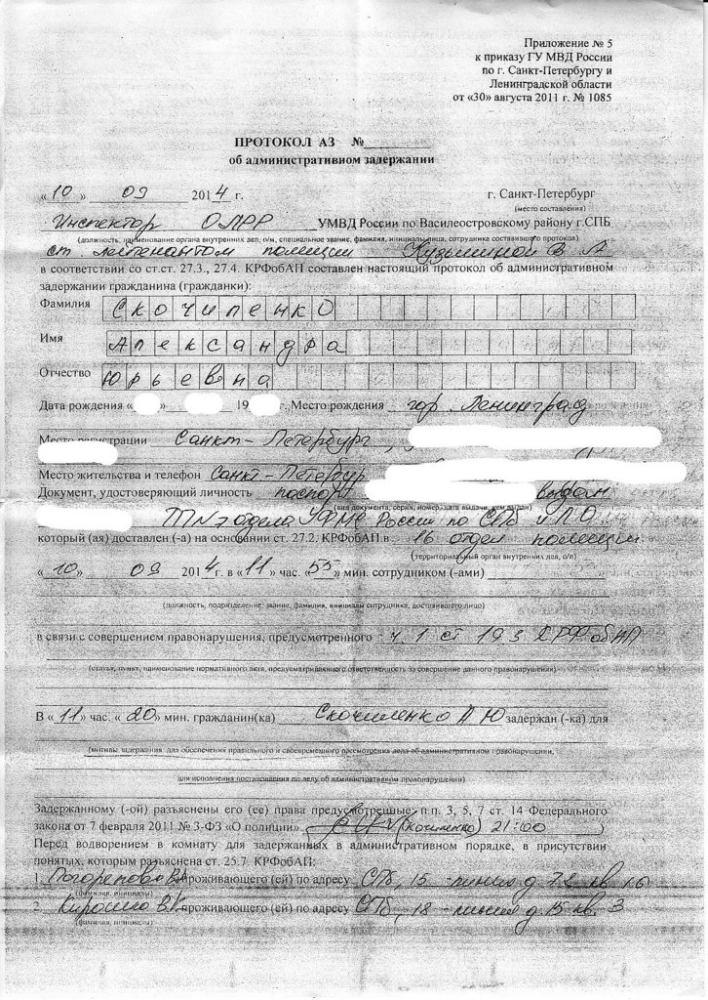 Приложение № 5
к приказу ГУ МВД России
по г. Санкт-Петербургу и
Ленинградской области
от «30» августа 2011 г. № 1085
ПРОТОКОЛ АЗ №
об административном задержании
«10» 09 2014 г. г. Санкт-Петербург
(место составления)
Инспектор ОЛРР УМВД России по Василеостровскому району г.СПБ
(должность, наименование органа внутренних дел, о/п, специальное звание, фамилия, инициалы лица, сотрудника составившего протокол)
ст лейтенантом полиции Кузьминой В А
в соответствии со ст.ст. 27.3., 27.4. КРФобАП составлен настоящий протокол об административном
задержании гражданина (гражданки):
Фамилия Скочиленко
Имя Александра
Отчество Юрьевна
Дата рождения « » 19 г. Место рождения гор. Ленинград
Место регистрации Санкт-Петербург,
Место жительства и телефон Санкт-Петербург
Документ, удостоверяющий личность паспорт выдан
(вид документа, серия, номер, дата выдачи, кем выдан)
ТП №7 отдела УФМС России по СПб и ЛО
который (ая) доставлен (-а) на основании ст. 27.2. КРФобАП в 16 отдел полиции
(территориальный орган внутренних дел, о/п)
«10» 09 2014 г. в «11» час. «55» мин. сотрудником (-ами)
(должность, подразделение, звание, фамилия, инициалы сотрудника, доставившего лицо)
в связи с совершением правонарушения, предусмотренного ч. 1 ст 19 3 КРФобАП
(статья, пункт, наименование нормативного акта, предусматривающего ответственность за совершение данного правонарушения)
В «11» час. «20» мин. гражданин(ка) Скочиленко А Ю задержан (-ка) для
(мотивы задержания: для обеспечения правильного и своевременного рассмотрения дела об административном правонарушении,
для исполнения постановления по делу об административном правонарушении)
Задержанному (-ой) разъяснены его (ее) права предусмотренные: п.п. 3, 5, 7 ст. 14 Федерального
закона от 7 февраля 2011 № 3-ФЗ «О полиции» 21:00 )
Перед водворением в комнату для задержанных в административном порядке, в присутствии
понятых, которым разъяснена ст. 25.7 КРФобАП:
1. проживающего (ей) по адресу СПб, 15 -линия д. 72 кв. 16
(фамилия, инициалы)
2. проживающего (ей) по адресу СПб, 18 -линия д. 15 кв. 3
(фамилия, инициалы)